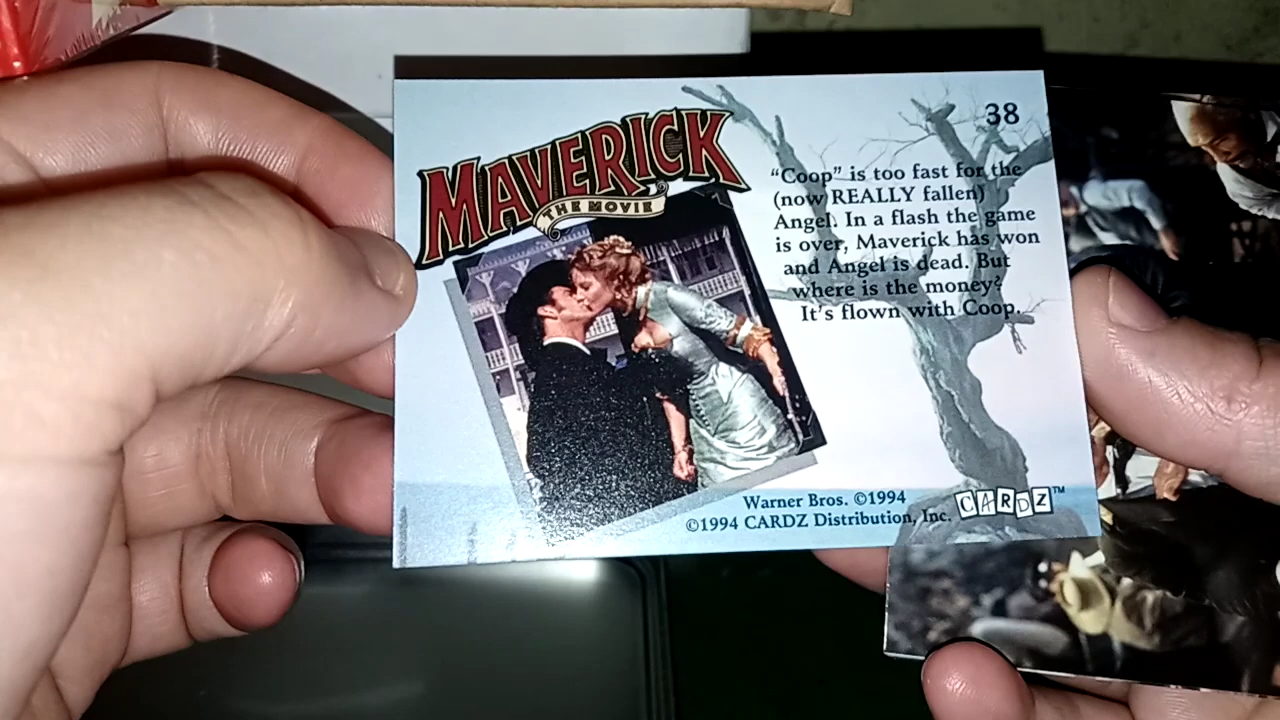 MAVERICK
THE MOVIE
38
"Coop" is too fast for the
(now REALLY fallen)
Angel. In a flash the game
is over, Maverick has won
and Angel is dead. But
where is the money?
It's flown with Coop.
Warner Bros. ©1994
©1994 CARDZ Distribution, Inc.
CARDZ™